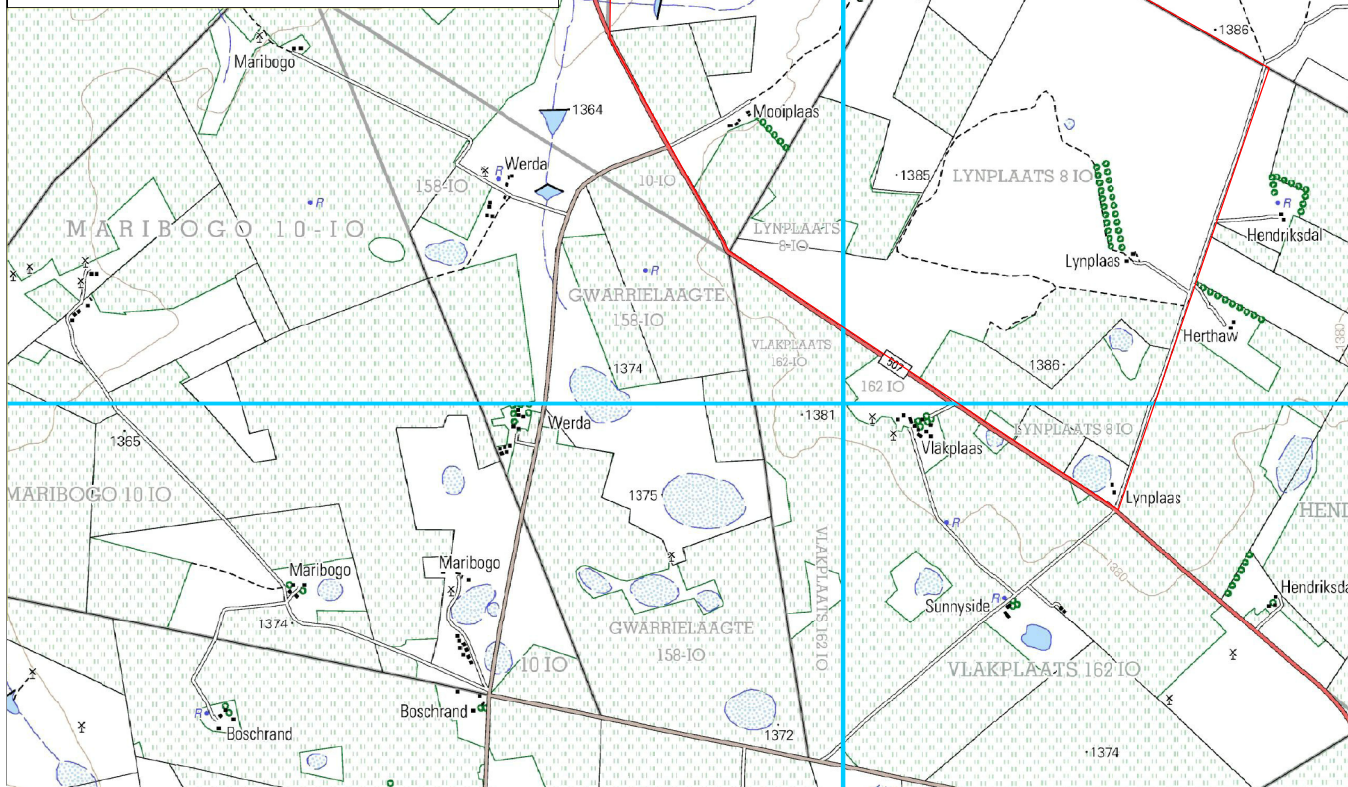 1386
Maribogo
1364
Mooiplaas
Werda
R
158-IO
10-IO
1385
LYNPLAATS 8 IO
R
R
MARIBOGO 10-IO
LYNPLAATS
8-IO
Hendriksdal
Lynplaas
R
GWARRIELAAGTE
158-IO
1380
Herthaw
VLAKPLAATS
162-IO
507
1374
1386
162 IO
1381
Werda
Vlakplaas
LYNPLAATS 8 IO
1365
MARIBOGO 10 IO
1375
Lynplaas
HEND
R
VLAKPLAATS 162 IO
Maribogo
Maribogo
1380
Hendriksda
R
Sunnyside
1374
GWARRIELAAGTE
158-IO
10 IO
VLAKPLAATS 162 IO
Boschrand
R
Boschrand
1372
1374